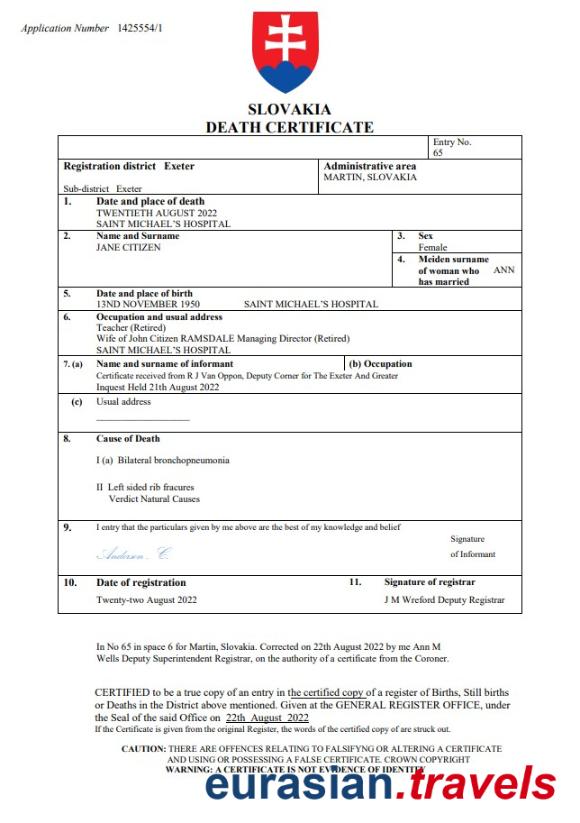 Application Number 1425554/1
SLOVAKIA
DEATH CERTIFICATE
Entry No.
65
Registration district Exeter
Administrative area
MARTIN, SLOVAKIA
Sub-district Exeter
1. Date and place of death
TWENTIETH AUGUST 2022
SAINT MICHAEL'S HOSPITAL
2. Name and Surname
JANE CITIZEN
3. Sex
Female
4. Meiden surname
of woman who ANN
has married
5. Date and place of birth
13ND NOVEMBER 1950 SAINT MICHAEL'S HOSPITAL
6. Occupation and usual address
Teacher (Retired)
Wife of John Citizen RAMSDALE Managing Director (Retired)
SAINT MICHAEL'S HOSPITAL
7. (a) Name and surname of informant (b) Occupation
Certificate received from R J Van Oppon, Deputy Corner for The Exeter And Greater
Inquest Held 21th August 2022
(c) Usual address
8. Cause of Death
I (a) Bilateral bronchopneumonia
II Left sided rib fracures
Verdict Natural Causes
9. I entry that the particulars given by me above are the best of my knowledge and belief
Signature
Anderson C.
of Informant
10. Date of registration 11. Signature of registrar
Twenty-two August 2022 J M Wreford Deputy Registrar
In No 65 in space 6 for Martin, Slovakia. Corrected on 22th August 2022 by me Ann M
Wells Deputy Superintendent Registrar, on the authority of a certificate from the Coroner.
CERTIFIED to be a true copy of an entry in the certified copy of a register of Births, Still births
or Deaths in the District above mentioned. Given at the GENERAL REGISTER OFFICE, under
the Seal of the said Office on 22th August 2022
If the Certificate is given from the original Register, the words of the certified copy of are struck out.
CAUTION: THERE ARE OFFENCES RELATING TO FALSIFYNG OR ALTERING A CERTIFICATE
AND USING OR POSSESSING A FALSE CERTIFICATE. CROWN COPYRIGHT
WARNING: A CERTIFICATE IS NOT EVIDENCE OF IDENTITY
eurasian.travels